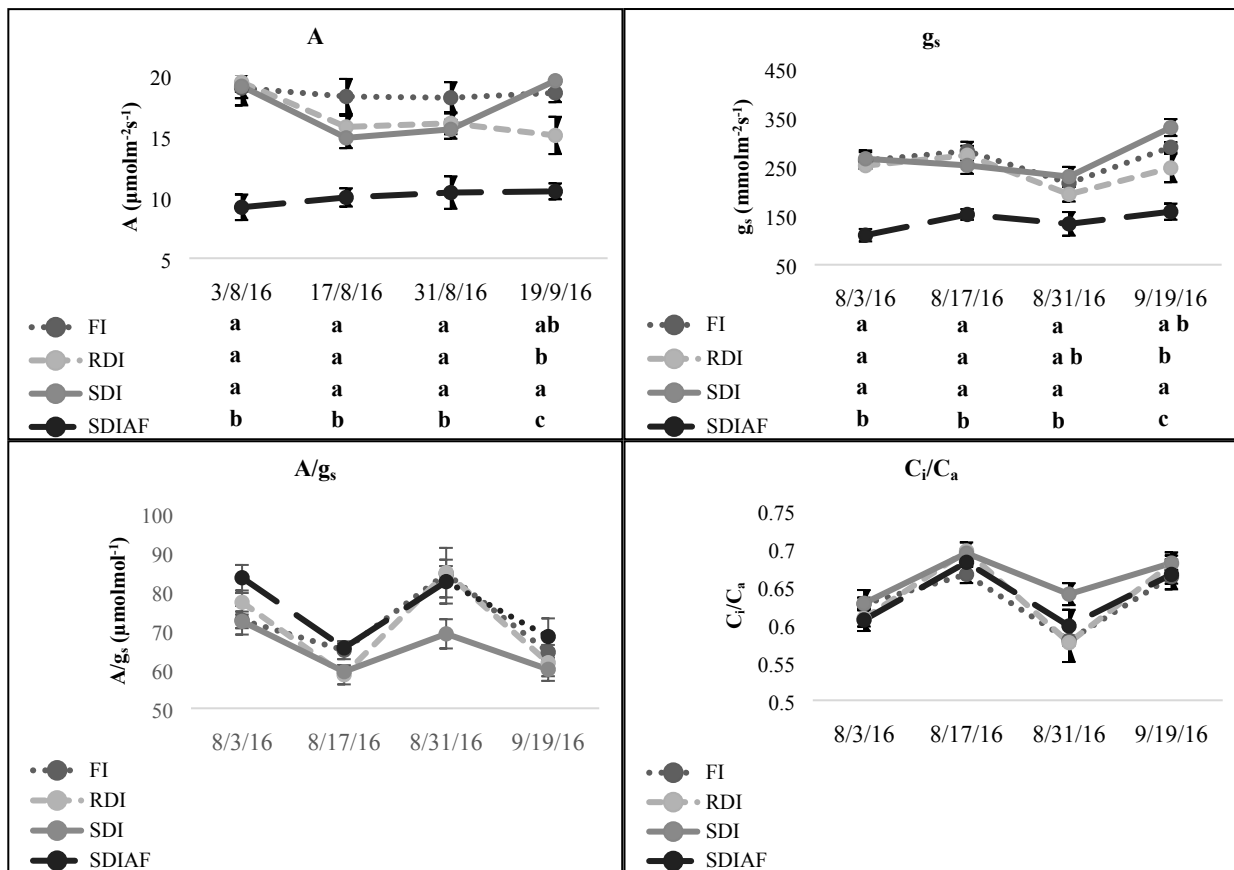 A
A (µmolm-2s-1)
20
15
10
5
3/8/16 17/8/16 31/8/16 19/9/16
FI a a a ab
RDI a a a b
SDI a a a a
SDIAF b b b c
gs
gs (mmolm-2s-1)
450
350
250
150
50
8/3/16 8/17/16 8/31/16 9/19/16
FI a a a a b
RDI a a a b b
SDI a a a a
SDIAF b b b c
A/gs
A/gs (µmolmol-1)
100
90
80
70
60
50
8/3/16 8/17/16 8/31/16 9/19/16
FI
RDI
SDI
SDIAF
Ci/Ca
Ci/Ca
0.75
0.7
0.65
0.6
0.55
0.5
8/3/16 8/17/16 8/31/16 9/19/16
FI
RDI
SDI
SDIAF